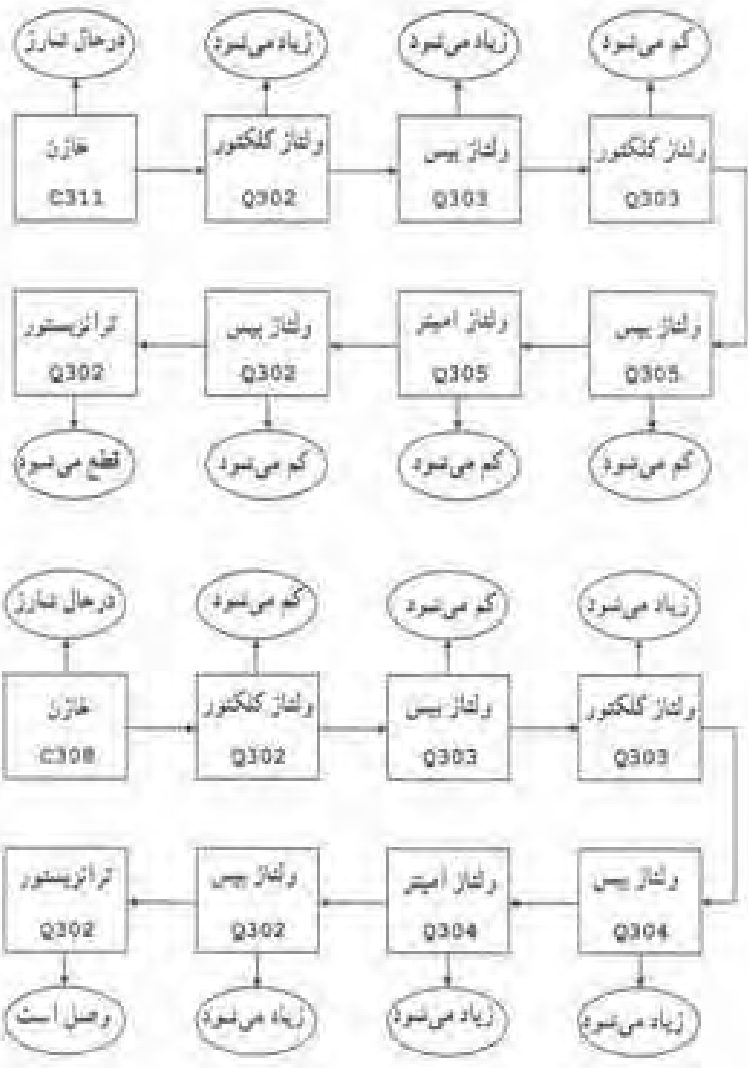 درحال شارژ
زیاد می‌شود
زیاد می‌شود
کم می‌شود
خازن
C311
ولتاژ کلکتور
Q302
ولتاژ بیس
Q303
ولتاژ کلکتور
Q303
ولتاژ بیس
Q305
ولتاژ امیتر
Q305
ولتاژ بیس
Q302
ترانزیستور
Q302
کم می‌شود
کم می‌شود
کم می‌شود
قطع می‌شود
درحال شارژ
کم می‌شود
کم می‌شود
زیاد می‌شود
خازن
C308
ولتاژ کلکتور
Q302
ولتاژ بیس
Q303
ولتاژ کلکتور
Q303
ولتاژ بیس
Q304
ولتاژ امیتر
Q304
ولتاژ بیس
Q302
ترانزیستور
Q302
زیاد می‌شود
زیاد می‌شود
زیاد می‌شود
وصل است